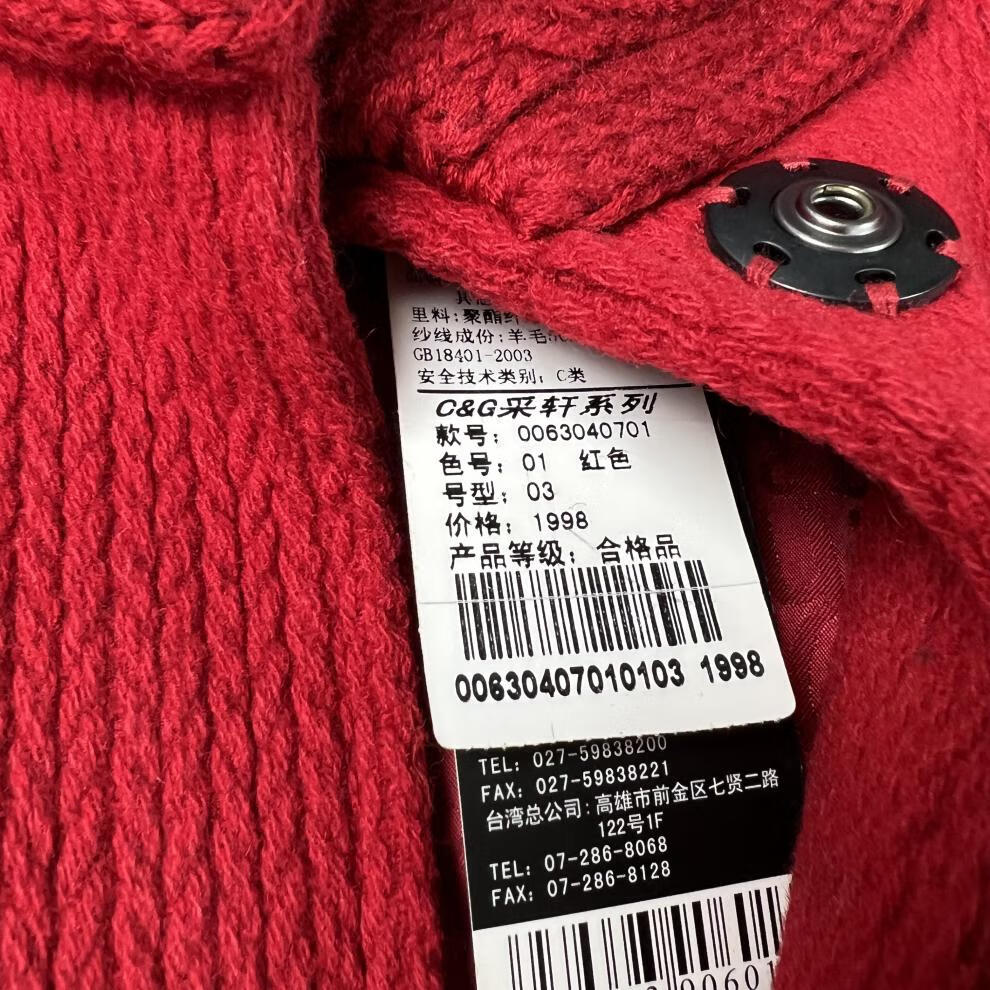 里料:聚酯纤
纱线成份:羊毛
GB18401-2003
安全技术类别: C类
C&G采轩系列
款号: 0063040701
色号: 01 紅色
号型: 03
价格: 1998
产品等级: 合格品
00630407010103 1998
TEL: 027-59838200
FAX: 027-59838221
台湾总公司:高雄市前金区七贤二路
122号1F
TEL: 07-286-8068
FAX: 07-286-8128